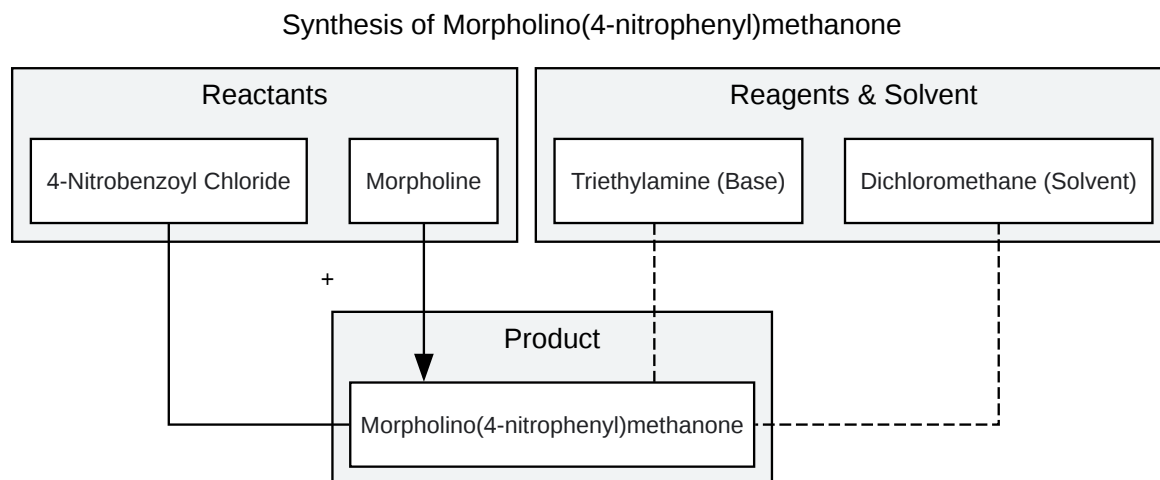 Synthesis of Morpholino(4-nitrophenyl)methanone
Reactants
Reagents & Solvent
4-Nitrobenzoyl Chloride
Morpholine
Triethylamine (Base)
Dichloromethane (Solvent)
+
Product
Morpholino(4-nitrophenyl)methanone